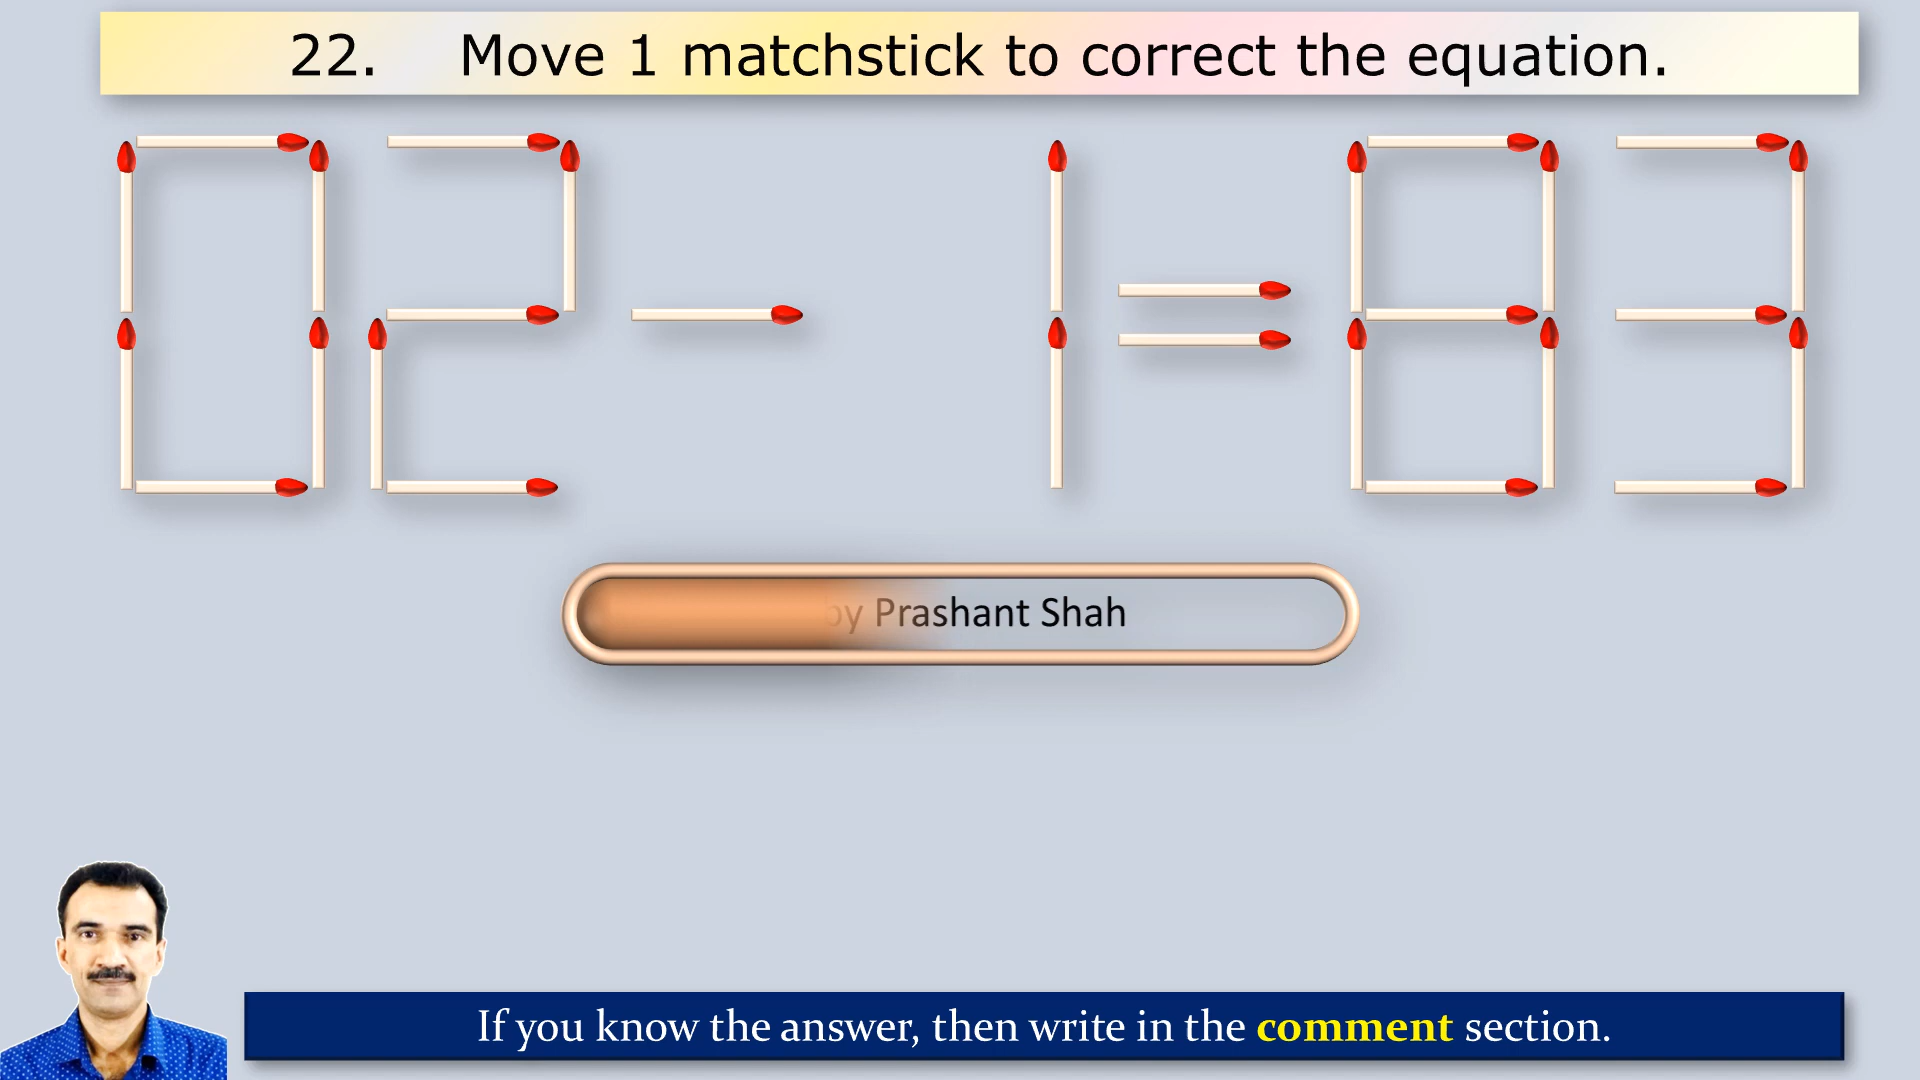 22. Move 1 matchstick to correct the equation.
02-1=83
by Prashant Shah
If you know the answer, then write in the comment section.